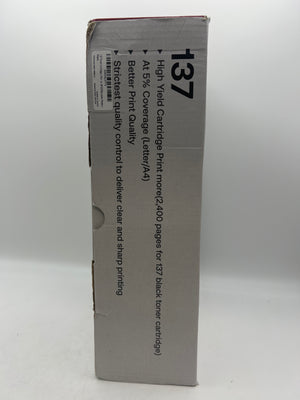 137
▸ High Yield Cartridge Print more(2,400 pages for 137 black toner cartridge)
▸ At 5% Coverage (Letter/A4)
▸ Better Print Quality
▸ Strictest quality control to deliver clear and sharp printing